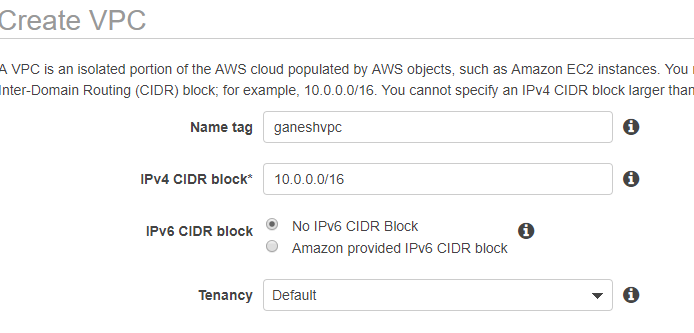 Create VPC
A VPC is an isolated portion of the AWS cloud populated by AWS objects, such as Amazon EC2 instances. You
Inter-Domain Routing (CIDR) block; for example, 10.0.0.0/16. You cannot specify an IPv4 CIDR block larger than
Name tag ganeshvpc
IPv4 CIDR block* 10.0.0.0/16
IPv6 CIDR block No IPv6 CIDR Block
Amazon provided IPv6 CIDR block
Tenancy Default